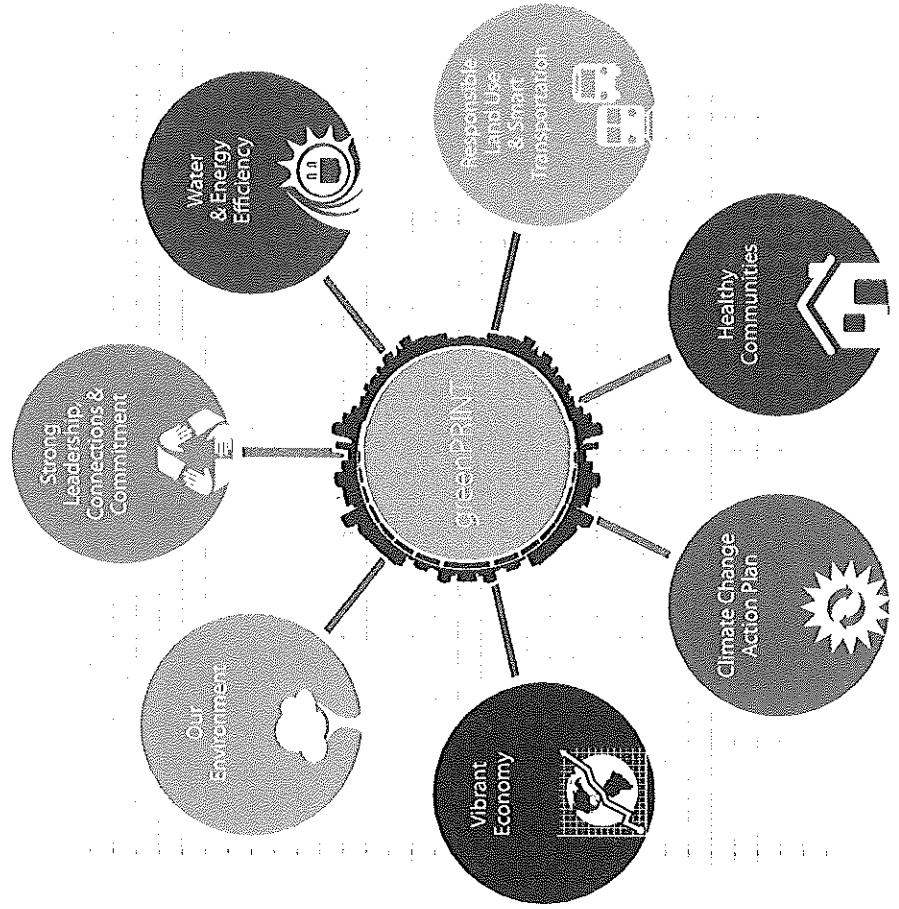 Strong
Leadership,
Connections &
Commitment
Water
& Energy
Efficiency
Responsible
Land Use
& Smart
Transportation
Healthy
Communities
Climate Change
Action Plan
Vibrant
Economy
Our
Environment
greenPRINT